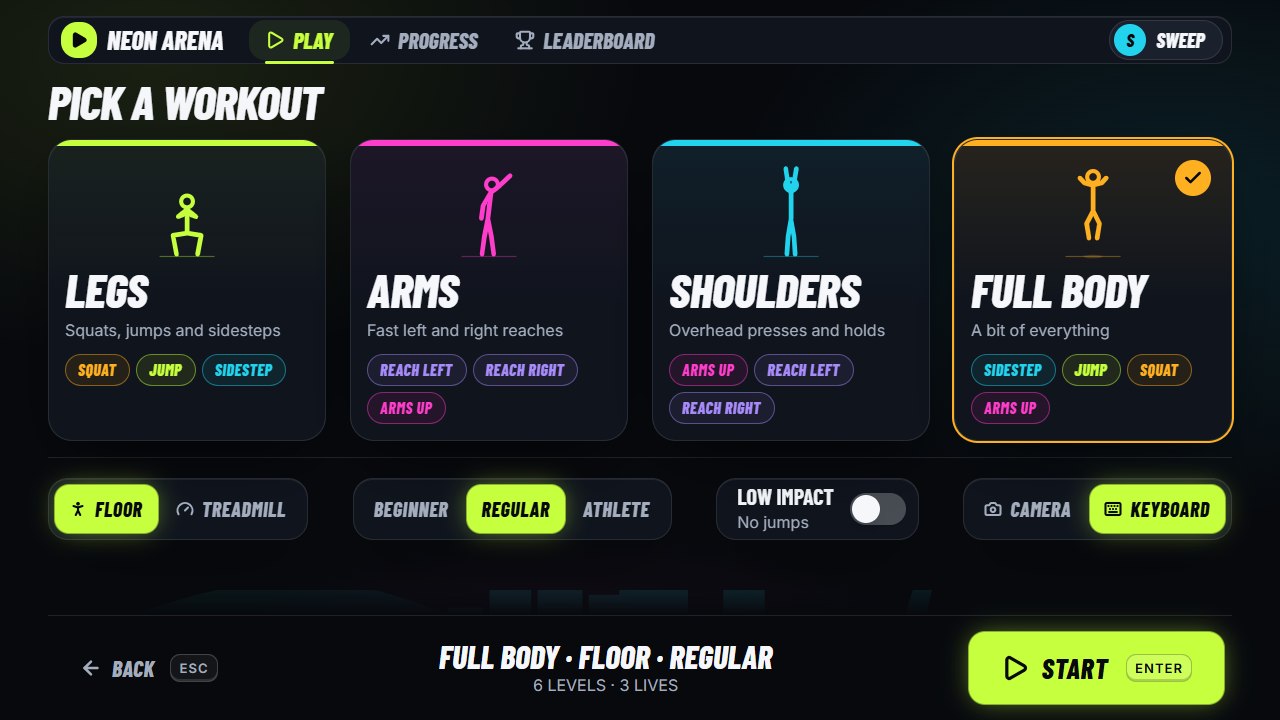 NEON ARENA
PLAY
PROGRESS
LEADERBOARD
S
SWEEP
PICK A WORKOUT
LEGS
Squats, jumps and sidesteps
SQUAT
JUMP
SIDESTEP
ARMS
Fast left and right reaches
REACH LEFT
REACH RIGHT
ARMS UP
SHOULDERS
Overhead presses and holds
ARMS UP
REACH LEFT
REACH RIGHT
FULL BODY
A bit of everything
SIDESTEP
JUMP
SQUAT
ARMS UP
FLOOR
TREADMILL
BEGINNER
REGULAR
ATHLETE
LOW IMPACT
No jumps
CAMERA
KEYBOARD
BACK
ESC
FULL BODY · FLOOR · REGULAR
6 LEVELS · 3 LIVES
START
ENTER